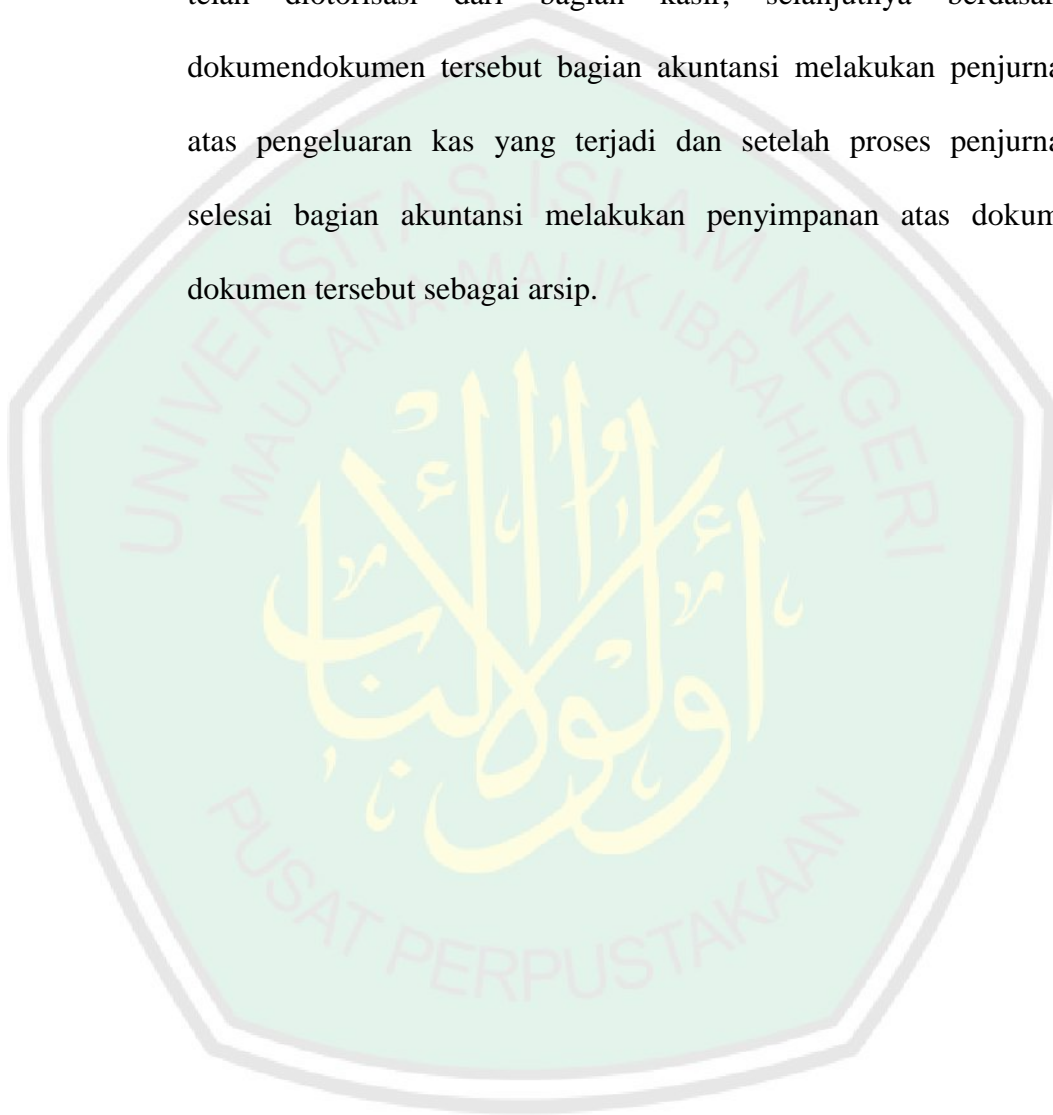 telah diotorisasi dari bagian kasir, selanjutnya berdasar
dokumendokumen tersebut bagian akuntansi melakukan penjurna
atas pengeluaran kas yang terjadi dan setelah proses penjurna
selesai bagian akuntansi melakukan penyimpanan atas dokum
dokumen tersebut sebagai arsip.
UNIVERSITAS ISLAM NEGERI
MAULANA MALIK IBRAHIM
أولوا الألباب
PUSAT PERPUSTAKAAN